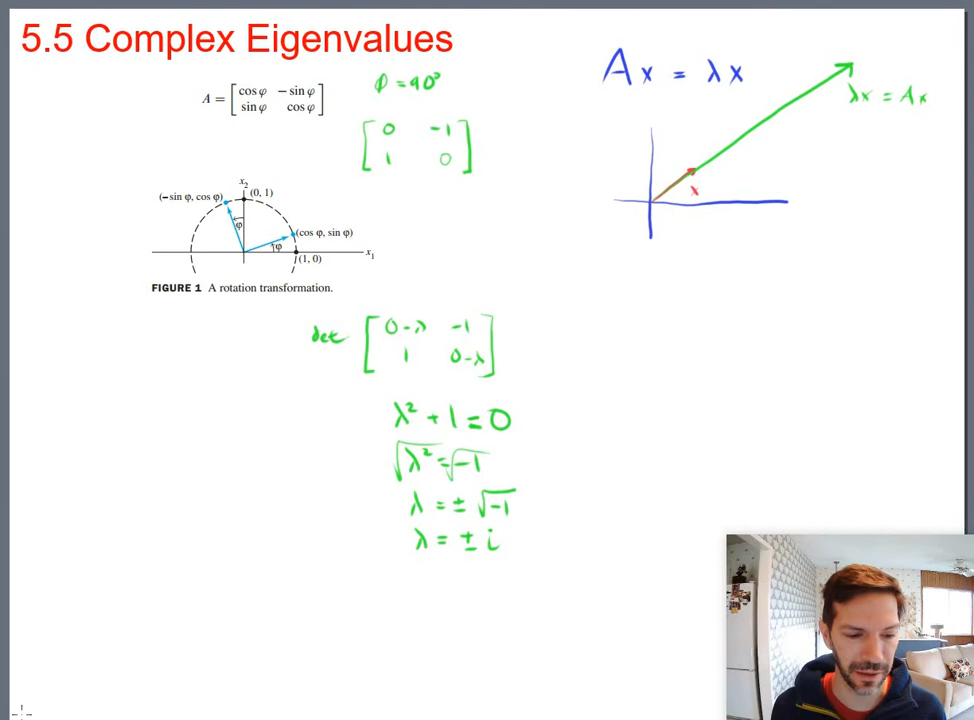 5.5 Complex Eigenvalues
A = [cos φ −sin φ
sin φ cos φ]
φ = 90°
[0 -1
1 0]
Ax = λx
λx = Ax
x
x₂
(−sin φ, cos φ)
(0, 1)
φ
(cos φ, sin φ)
φ
x₁
(1, 0)
FIGURE 1 A rotation transformation.
det [0-λ -1
1 0-λ]
λ² + 1 = 0
√λ² = √-1
λ = ± √-1
λ = ± i